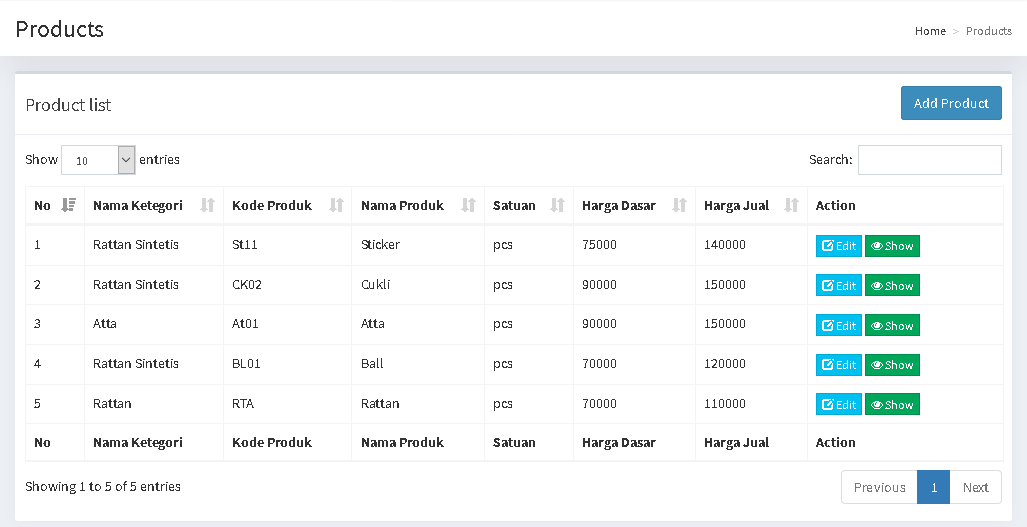 Products
Home > Products
Product list
Add Product
Show 10 entries
Search:
No Nama Ketegori Kode Produk Nama Produk Satuan Harga Dasar Harga Jual Action
1 Rattan Sintetis St11 Sticker pcs 75000 140000 Edit Show
2 Rattan Sintetis CK02 Cukli pcs 90000 150000 Edit Show
3 Atta At01 Atta pcs 90000 150000 Edit Show
4 Rattan Sintetis BL01 Ball pcs 70000 120000 Edit Show
5 Rattan RTA Rattan pcs 70000 110000 Edit Show
No Nama Ketegori Kode Produk Nama Produk Satuan Harga Dasar Harga Jual Action
Showing 1 to 5 of 5 entries
Previous 1 Next